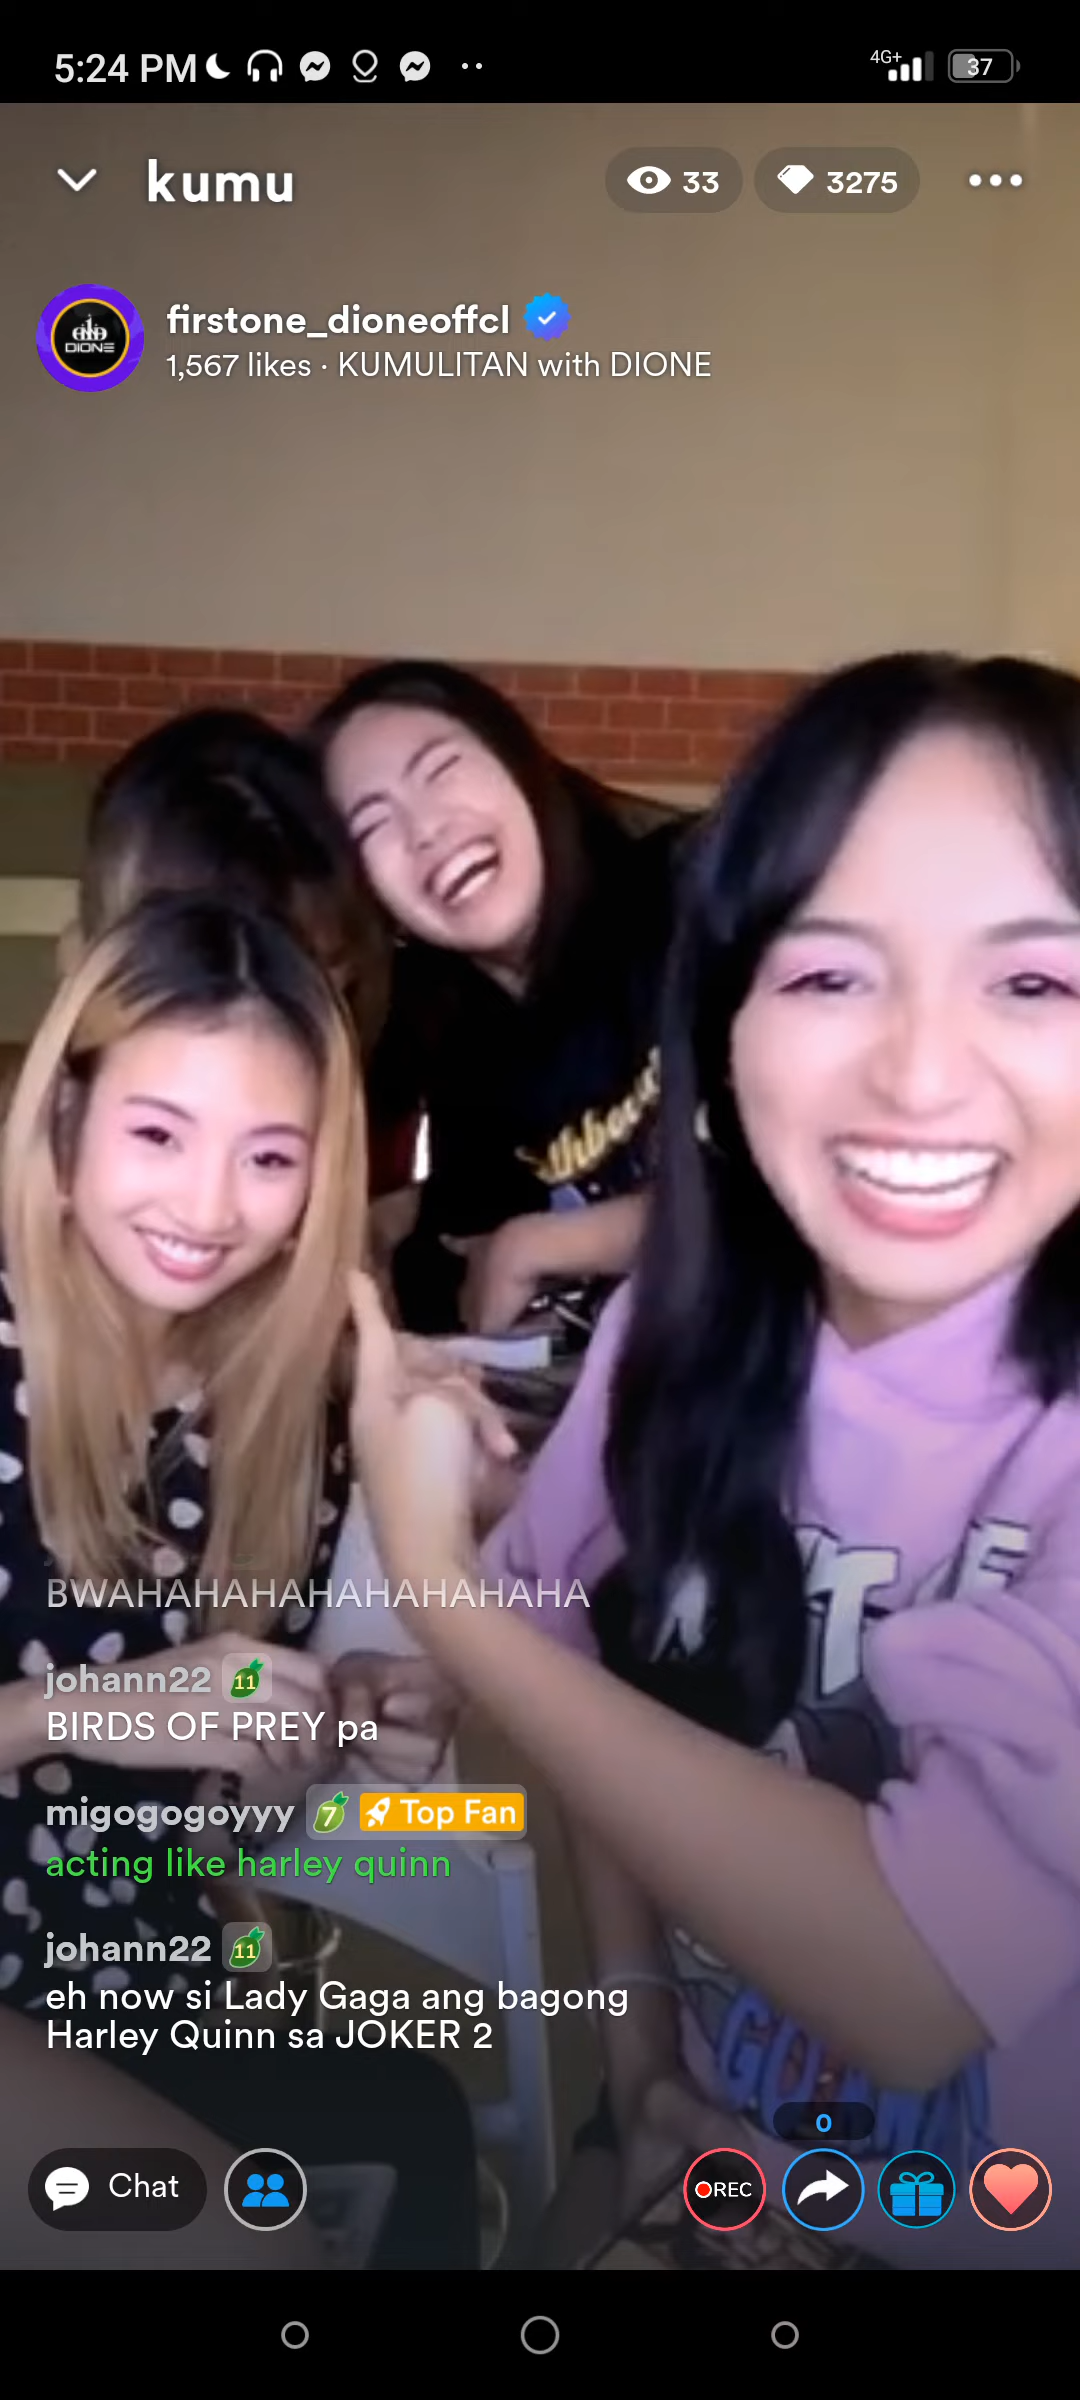 5:24 PM
4G+
37
kumu
33
3275
firstone_dioneoffcl
DIONE
1,567 likes · KUMULITAN with DIONE
BWAHAHAHAHAHAHAHAHA
johann22 11
BIRDS OF PREY pa
migogogoyyy 7 Top Fan
acting like harley quinn
johann22 11
eh now si Lady Gaga ang bagong
Harley Quinn sa JOKER 2
0
Chat
REC